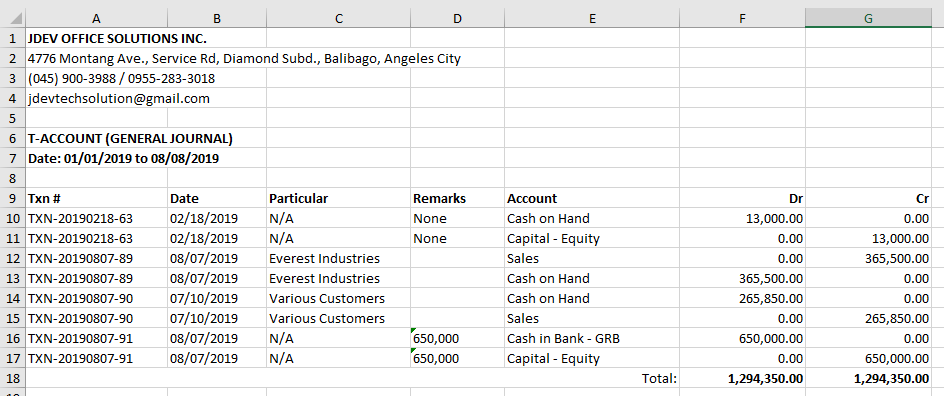 A B C D E F G
1 JDEV OFFICE SOLUTIONS INC.
2 4776 Montang Ave., Service Rd, Diamond Subd., Balibago, Angeles City
3 (045) 900-3988 / 0955-283-3018
4 jdevtechsolution@gmail.com
5
6 T-ACCOUNT (GENERAL JOURNAL)
7 Date: 01/01/2019 to 08/08/2019
8
9 Txn # Date Particular Remarks Account Dr Cr
10 TXN-20190218-63 02/18/2019 N/A None Cash on Hand 13,000.00 0.00
11 TXN-20190218-63 02/18/2019 N/A None Capital - Equity 0.00 13,000.00
12 TXN-20190807-89 08/07/2019 Everest Industries Sales 0.00 365,500.00
13 TXN-20190807-89 08/07/2019 Everest Industries Cash on Hand 365,500.00 0.00
14 TXN-20190807-90 07/10/2019 Various Customers Cash on Hand 265,850.00 0.00
15 TXN-20190807-90 07/10/2019 Various Customers Sales 0.00 265,850.00
16 TXN-20190807-91 08/07/2019 N/A 650,000 Cash in Bank - GRB 650,000.00 0.00
17 TXN-20190807-91 08/07/2019 N/A 650,000 Capital - Equity 0.00 650,000.00
18 Total: 1,294,350.00 1,294,350.00